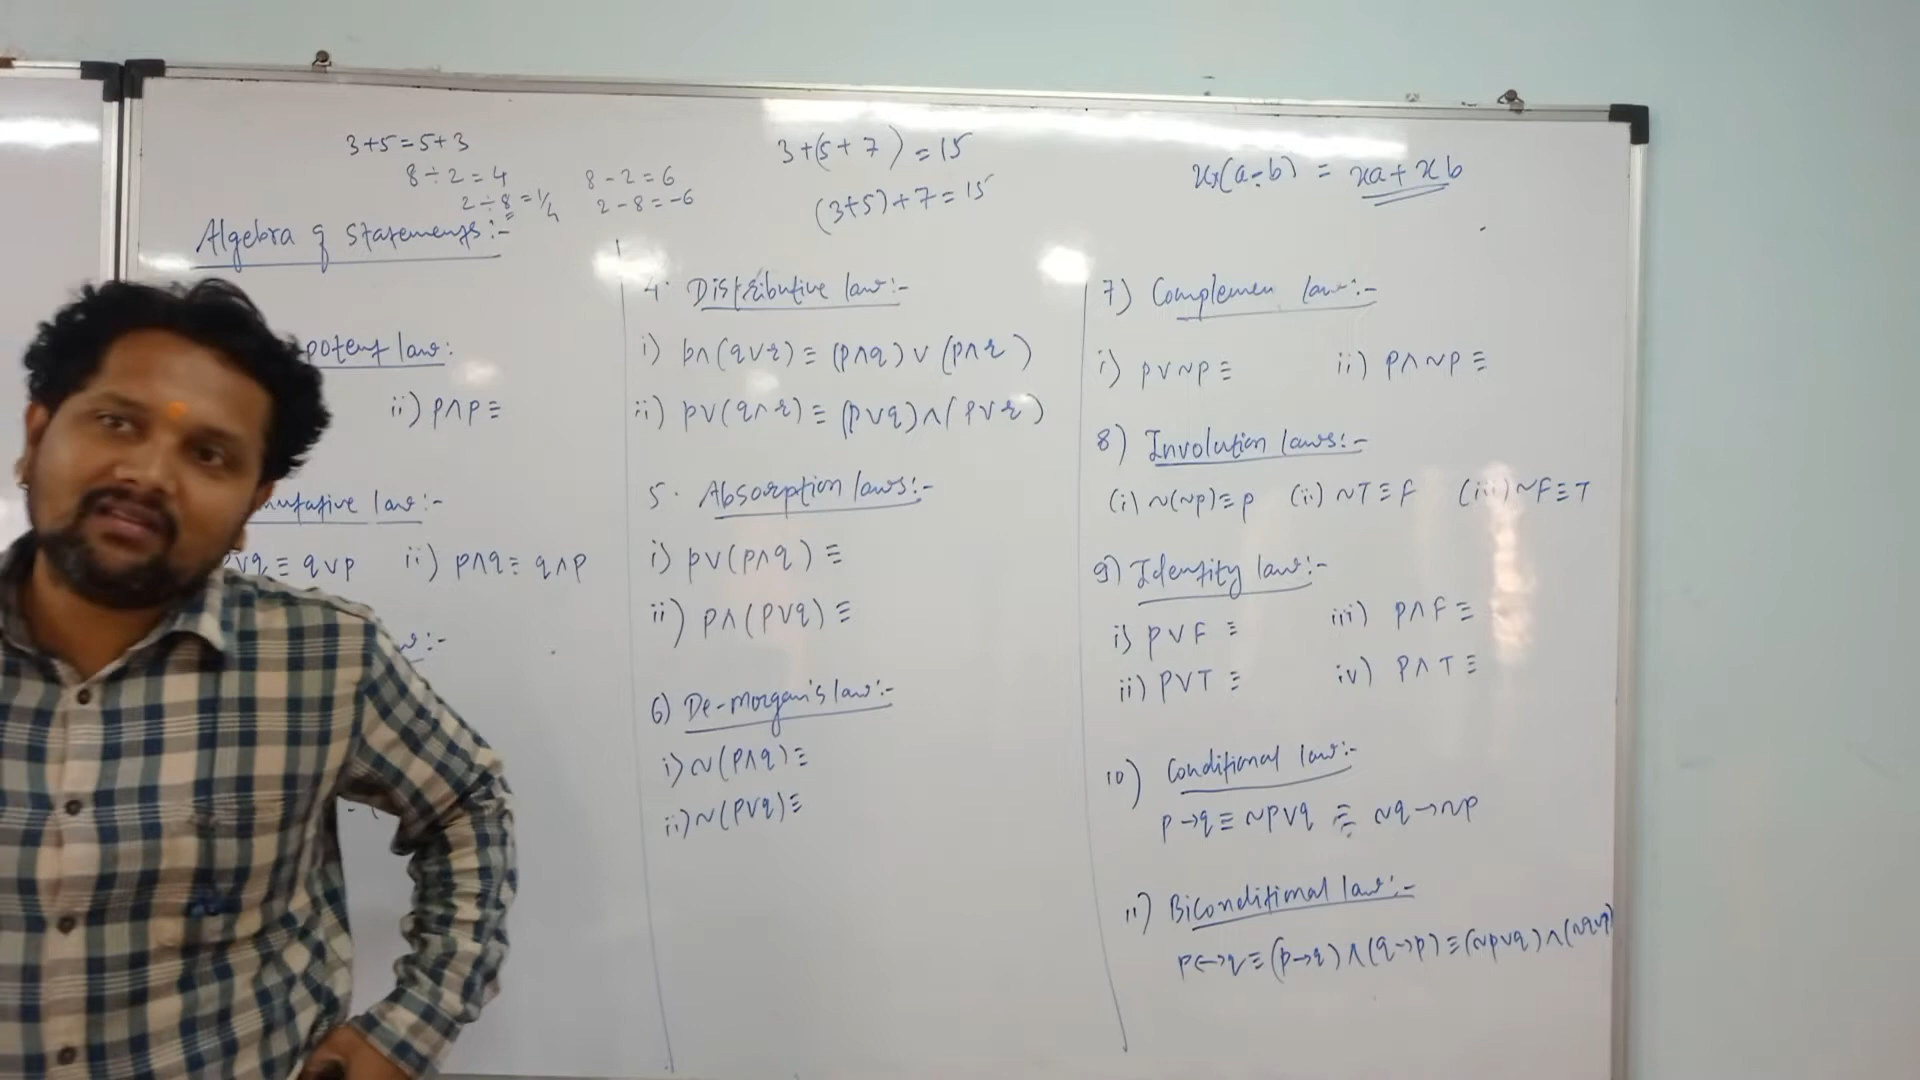 3+5=5+3
8÷2=4
2÷8=1/4
8-2=6
2-8=-6
3+(5+7)=15
(3+5)+7=15
= xa+xb
Algebra of statements:-
potent law:
ii) p∧p≡
mutative law:-
p∨q≡q∨p ii) p∧q≡q∧p
4. Distributive law:-
i) p∧(q∨r)≡(p∧q)∨(p∧r)
ii) p∨(q∧r)≡(p∨q)∧(p∨r)
5. Absorption laws:-
i) p∨(p∧q)≡
ii) p∧(p∨q)≡
6) De-morgan's law:-
i) ~(p∧q)≡
ii) ~(p∨q)≡
7) Complemen law:-
i) p∨~p≡ ii) p∧~p≡
8) Involution laws:-
(i) ~(~p)≡p (ii) ~T≡F (iii) ~F≡T
9) Identity law:-
i) p∨F≡ iii) p∧F≡
ii) p∨T≡ iv) p∧T≡
10) Conditional law:-
p→q≡~p∨q≡~q→~p
11) Biconditional law:-
p↔q≡(p→q)∧(q→p)≡(~p∨q)∧(~q∨p)